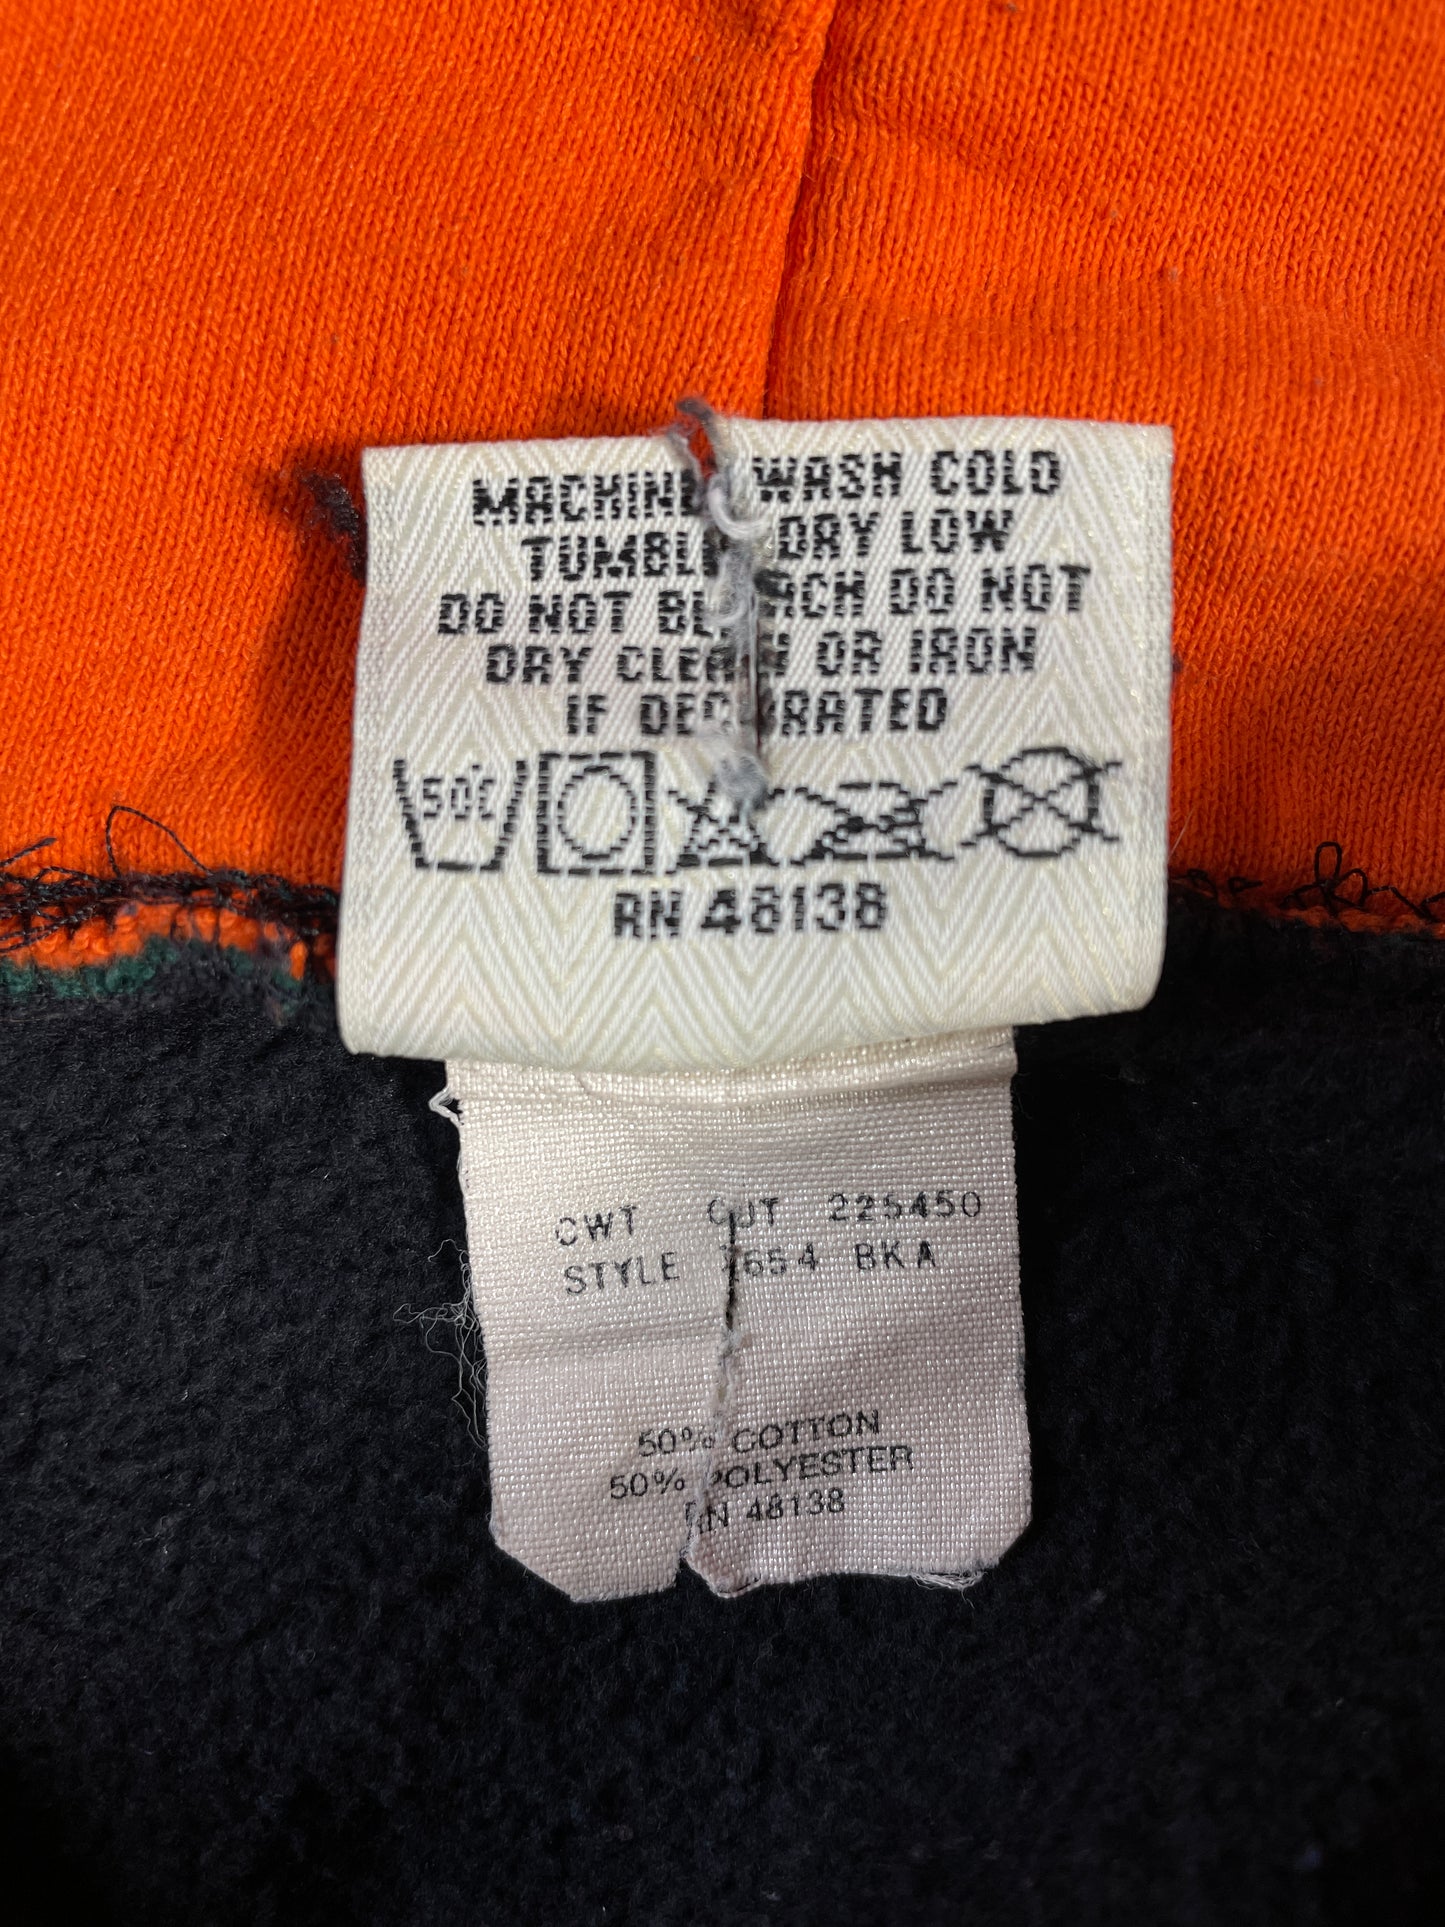 MACHINE WASH COLD
TUMBLE DRY LOW
DO NOT BLEACH DO NOT
DRY CLEAN OR IRON
IF DECORATED
50°C
RN 48138
CWT CUT 225450
STYLE 7654 BKA
50% COTTON
50% POLYESTER
RN 48138